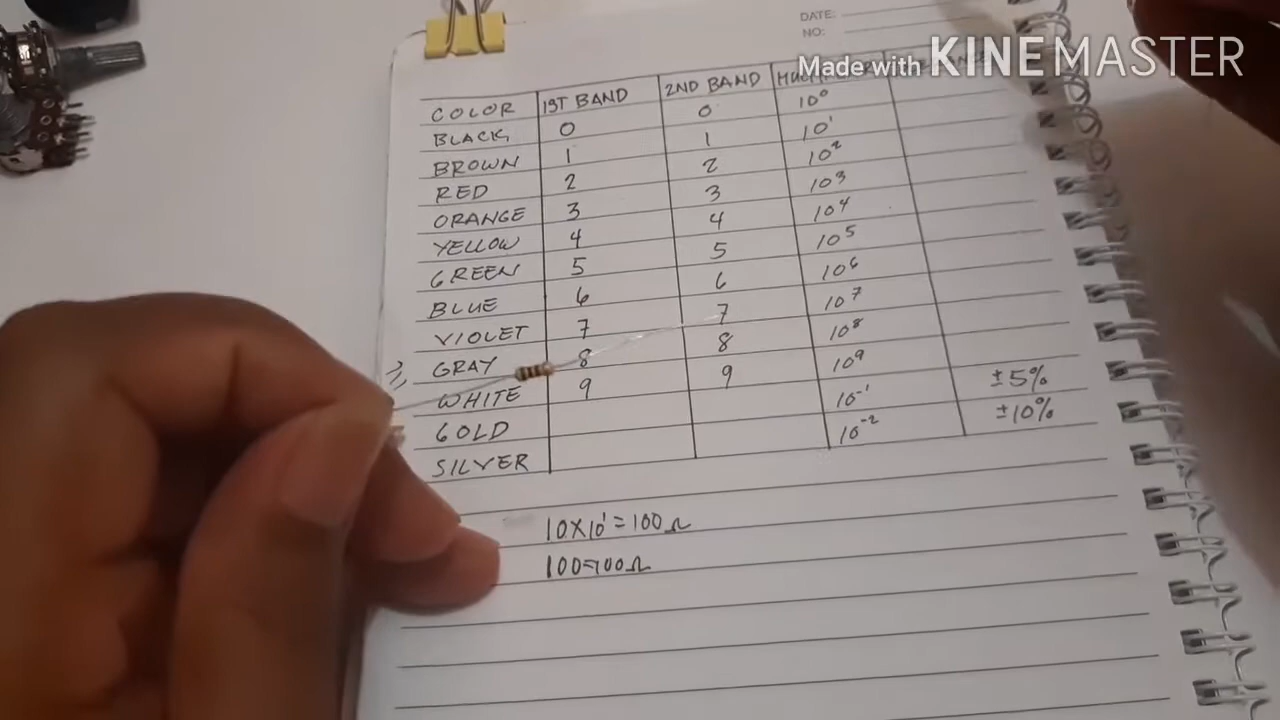 DATE:
NO:
Made with KINEMASTER
COLOR 1ST BAND 2ND BAND
BLACK 0 0 10⁰
BROWN 1 1 10¹
RED 2 2 10²
ORANGE 3 3 10³
YELLOW 4 4 10⁴
GREEN 5 5 10⁵
BLUE 6 6 10⁶
VIOLET 7 7 10⁷
GRAY 8 8 10⁸
WHITE 9 9 10⁹
GOLD 10⁻¹ ±5%
SILVER 10⁻² ±10%
10X10¹=100Ω
100=100Ω